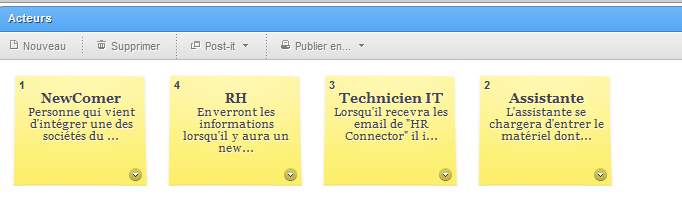 Acteurs
Nouveau Supprimer Post-it Publier en...
1
NewComer
Personne qui vient
d'intégrer une des
sociétés du ...
4
RH
Enverront les
informations
lorsqu'il y aura un
new...
3
Technicien IT
Lorsqu'il recevra les
email de "HR
Connector" il i...
2
Assistante
L'assistante se
chargera d'entrer le
matériel dont...